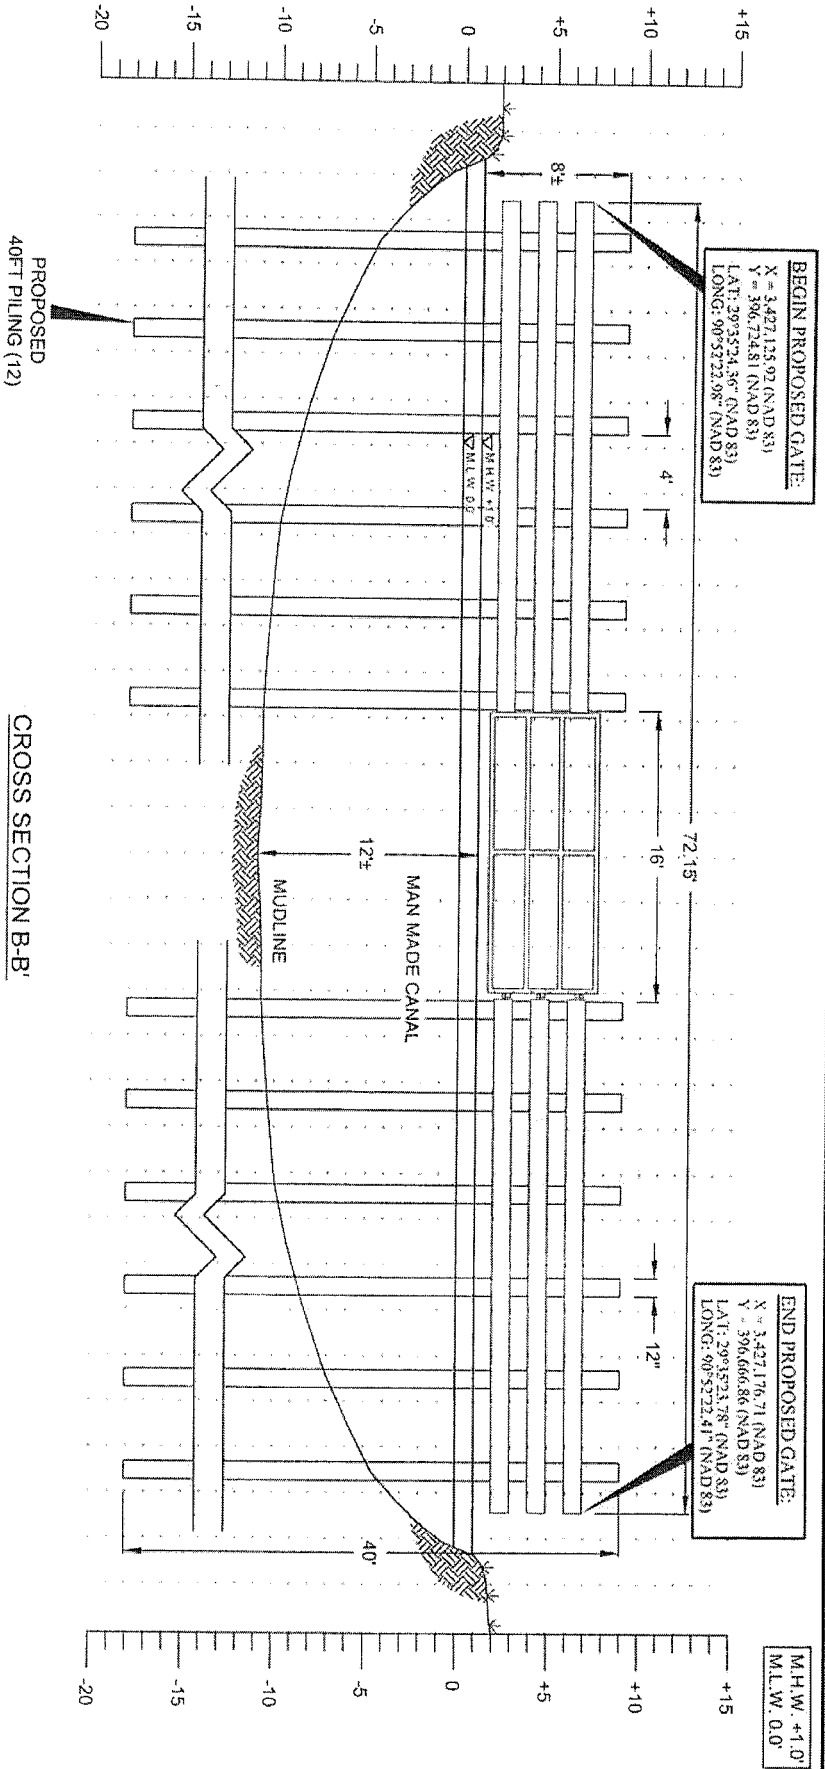 M.H.W. +1.0'
M.L.W. 0.0'
BEGIN PROPOSED GATE:
X = 3,427,125.92 (NAD 83)
Y = 396,724.81 (NAD 83)
LAT: 29°35'24.36" (NAD 83)
LONG: 90°52'22.98" (NAD 83)
END PROPOSED GATE:
X = 3,427,176.71 (NAD 83)
Y = 396,666.86 (NAD 83)
LAT: 29°35'23.78" (NAD 83)
LONG: 90°52'22.41" (NAD 83)
72.15'
4'
16'
12"
8'±
M.H.W. +1.0'
M.L.W. 0.0'
MAN MADE CANAL
12'±
MUDLINE
40'
+15
+10
+5
0
-5
-10
-15
-20
+15
+10
+5
0
-5
-10
-15
-20
PROPOSED
40FT PILING (12)
CROSS SECTION B-B'